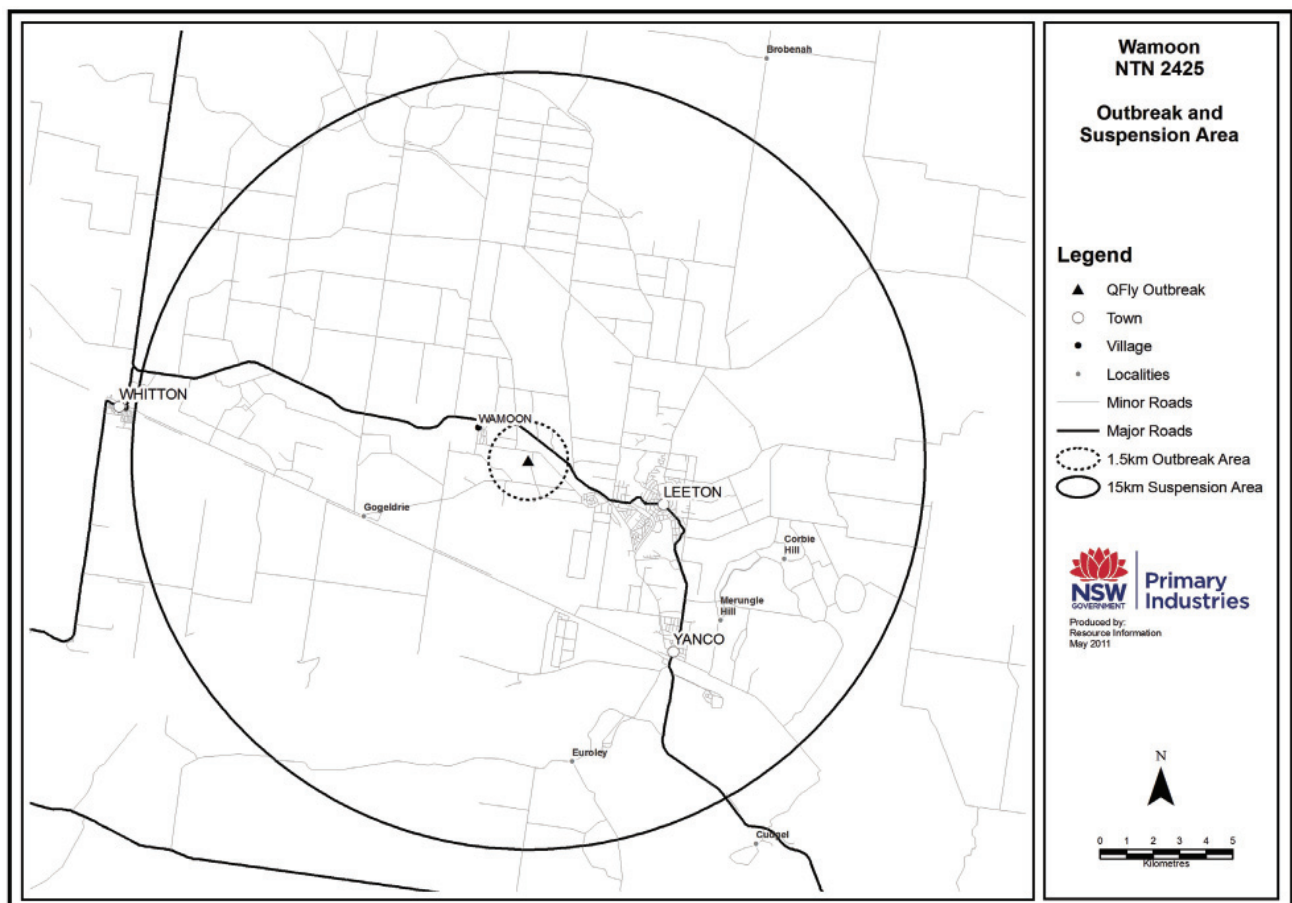 Brobenah
WHITTON
WAMOON
LEETON
Gogeldrie
Corbie
Hill
Merungle
Hill
YANCO
Euroley
Cudgel
Wamoon
NTN 2425
Outbreak and
Suspension Area
Legend
QFly Outbreak
Town
Village
Localities
Minor Roads
Major Roads
1.5km Outbreak Area
15km Suspension Area
NSW
GOVERNMENT
Primary
Industries
Produced by:
Resource Information
May 2011
N
0 1 2 3 4 5
Kilometres